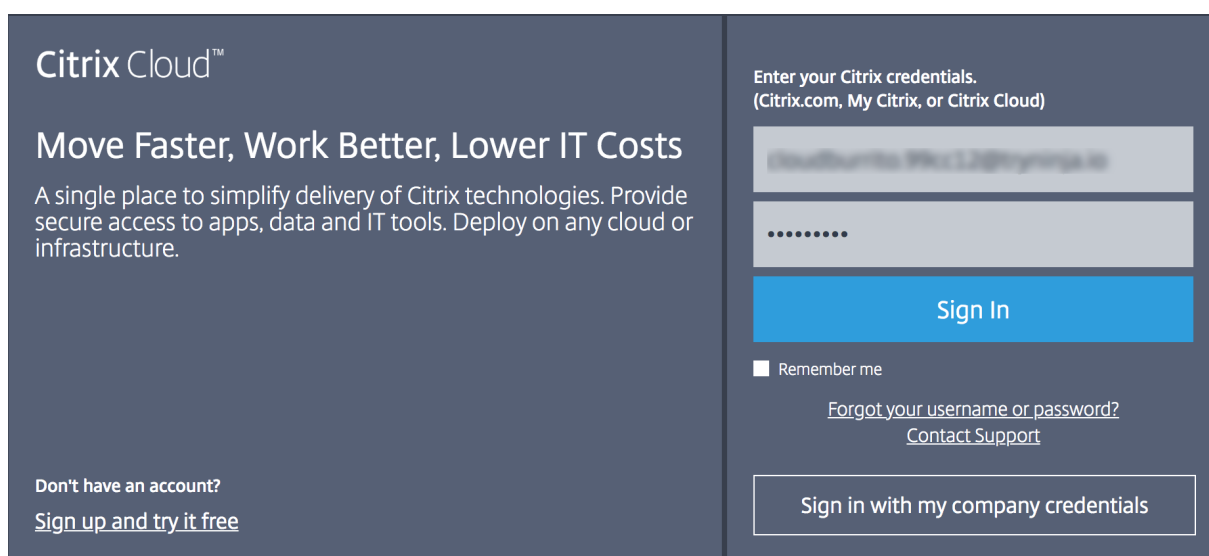 Citrix Cloud™
Move Faster, Work Better, Lower IT Costs
A single place to simplify delivery of Citrix technologies. Provide
secure access to apps, data and IT tools. Deploy on any cloud or
infrastructure.
Don't have an account?
Sign up and try it free
Enter your Citrix credentials.
(Citrix.com, My Citrix, or Citrix Cloud)
•••••••••
Sign In
Remember me
Forgot your username or password?
Contact Support
Sign in with my company credentials